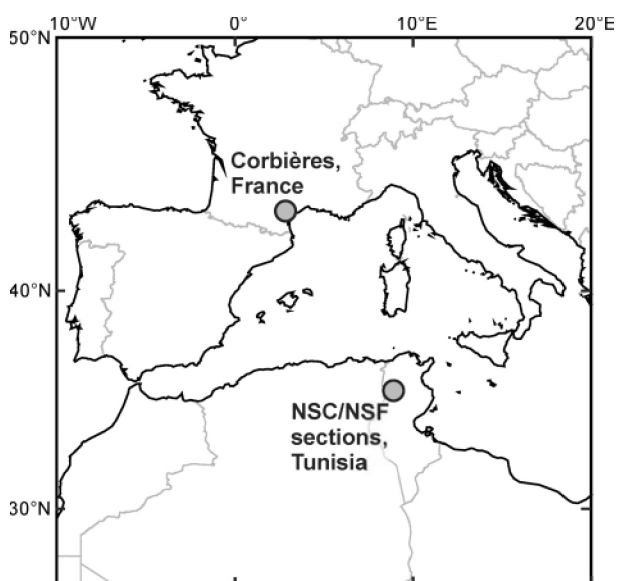 10°W 0° 10°E 20°E
50°N
Corbières,
France
40°N
NSC/NSF
sections,
Tunisia
30°N